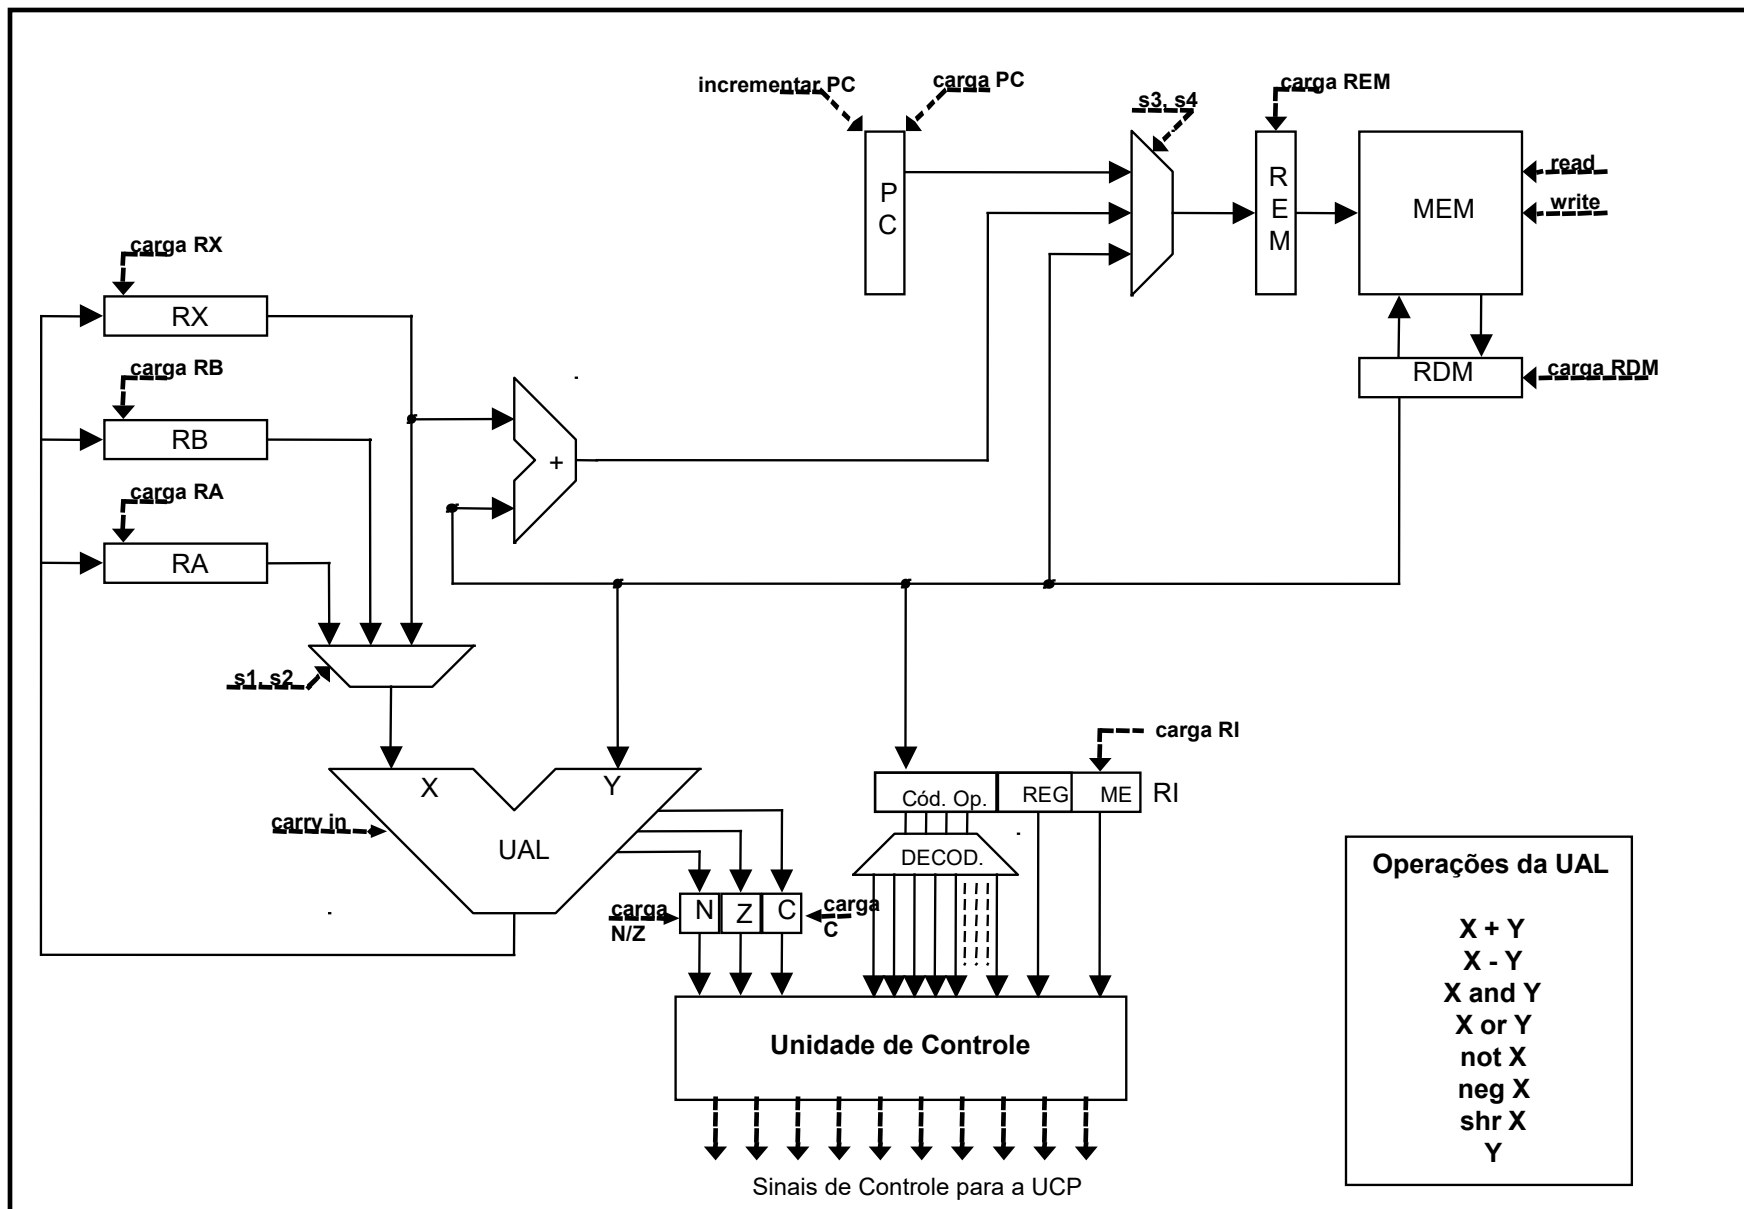 incrementar PC
carga PC
s3, s4
carga REM
P
C
R
E
M
MEM
read
write
carga RX
RX
RDM
carga RDM
carga RB
RB
+
carga RA
RA
s1, s2
X
Y
carry in
UAL
carga RI
Cód. Op.
REG
ME
RI
DECOD.
carga
N/Z
N
Z
C
carga
C
Unidade de Controle
Sinais de Controle para a UCP
Operações da UAL
X + Y
X - Y
X and Y
X or Y
not X
neg X
shr X
Y